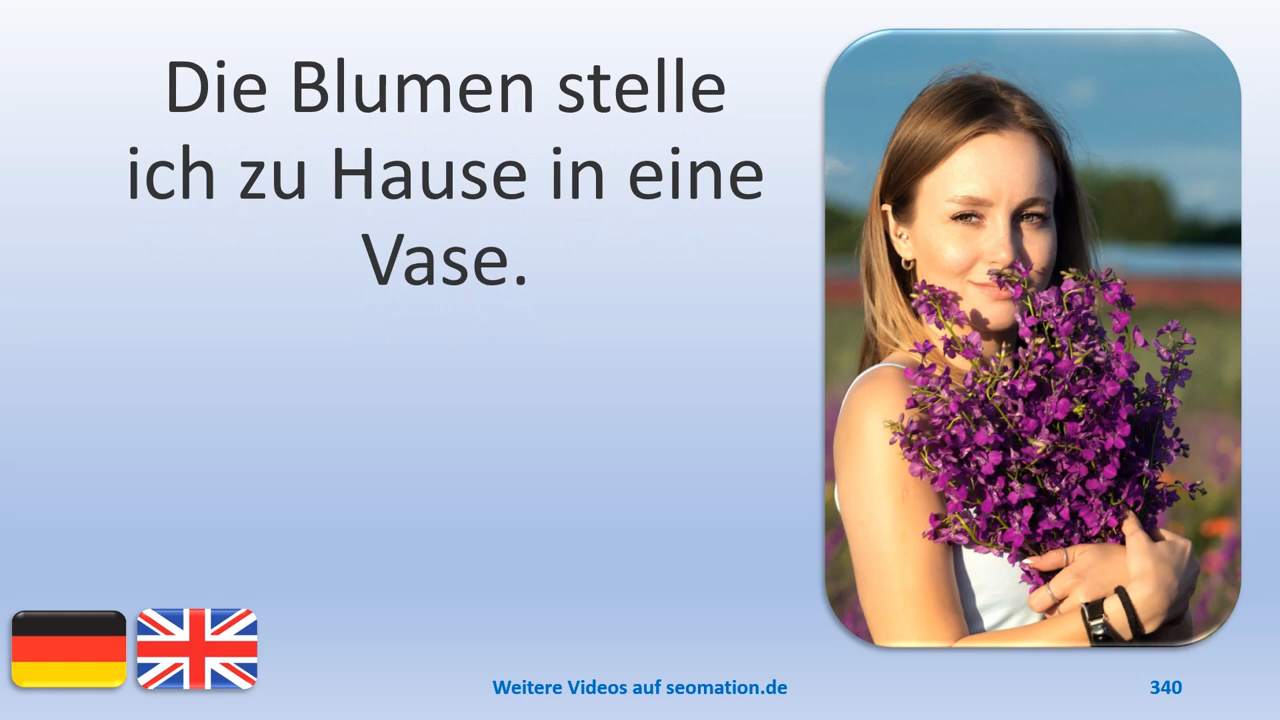 Die Blumen stelle
ich zu Hause in eine
Vase.
Weitere Videos auf seomation.de
340